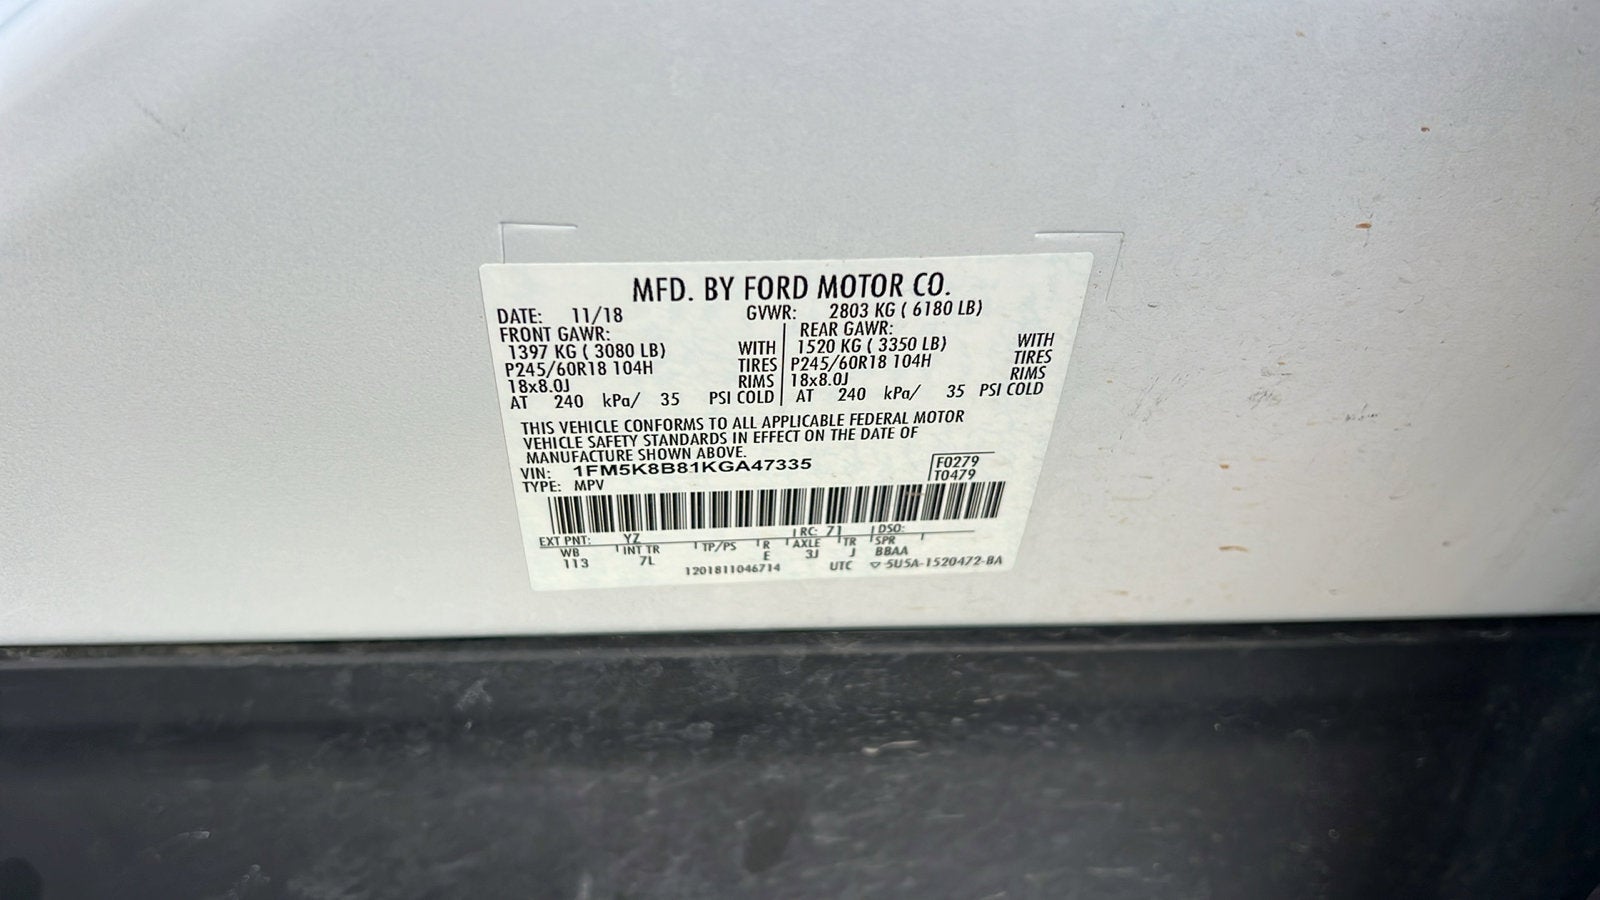 MFD. BY FORD MOTOR CO.
DATE: 11/18 GVWR: 2803 KG ( 6180 LB)
FRONT GAWR: REAR GAWR:
1397 KG ( 3080 LB) WITH 1520 KG ( 3350 LB) WITH
P245/60R18 104H TIRES P245/60R18 104H TIRES
18x8.0J RIMS 18x8.0J RIMS
AT 240 kPa/ 35 PSI COLD AT 240 kPa/ 35 PSI COLD
THIS VEHICLE CONFORMS TO ALL APPLICABLE FEDERAL MOTOR
VEHICLE SAFETY STANDARDS IN EFFECT ON THE DATE OF
MANUFACTURE SHOWN ABOVE.
VIN: 1FM5K8B81KGA47335 F0279
TYPE: MPV T0479
EXT PNT: YZ RC: 71 DSO:
WB INT TR TP/PS R AXLE TR SPR
113 7L E 3J J BBAA
1201811046714 UTC ▽ 5U5A-1520472-BA